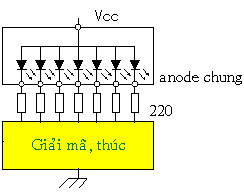 Vcc
anode chung
220
Giải mã, thúc